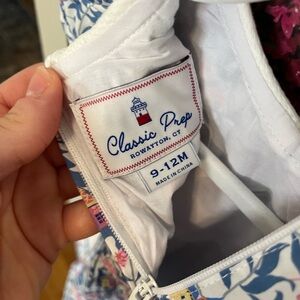 Classic Prep
ROWAYTON, CT
9-12M
MADE IN CHINA